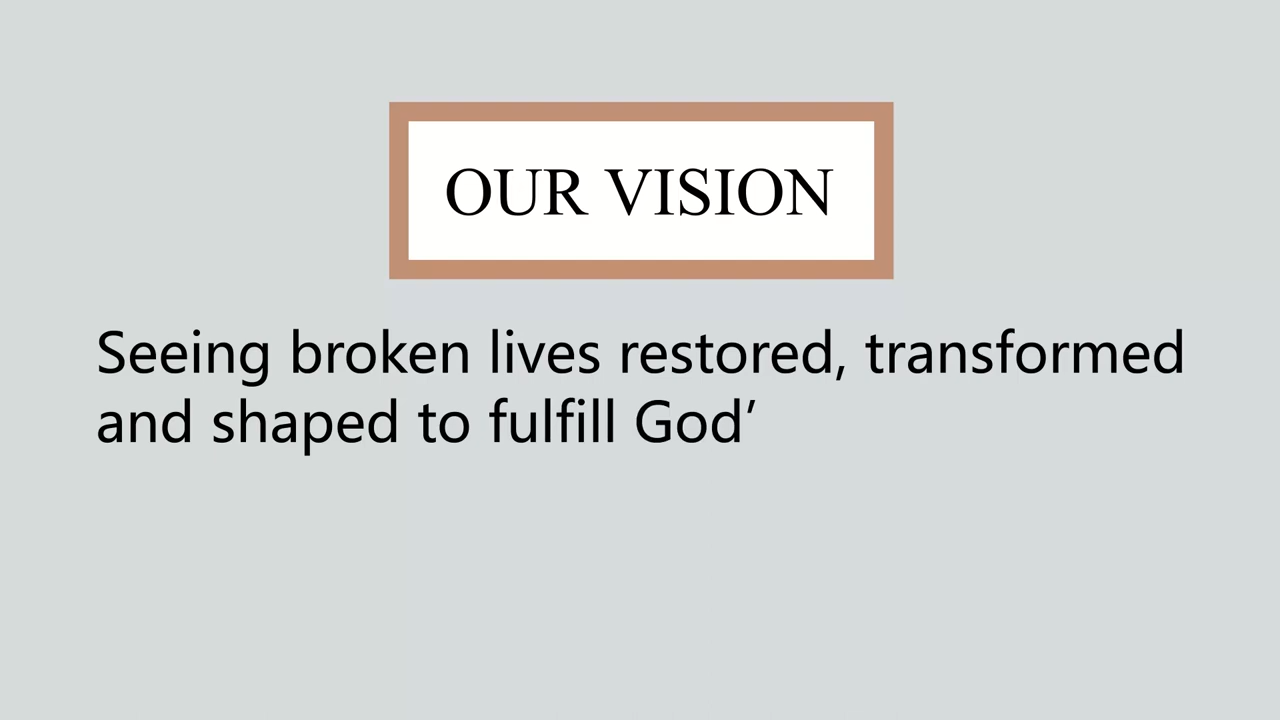 OUR VISION
Seeing broken lives restored, transformed
and shaped to fulfill God’